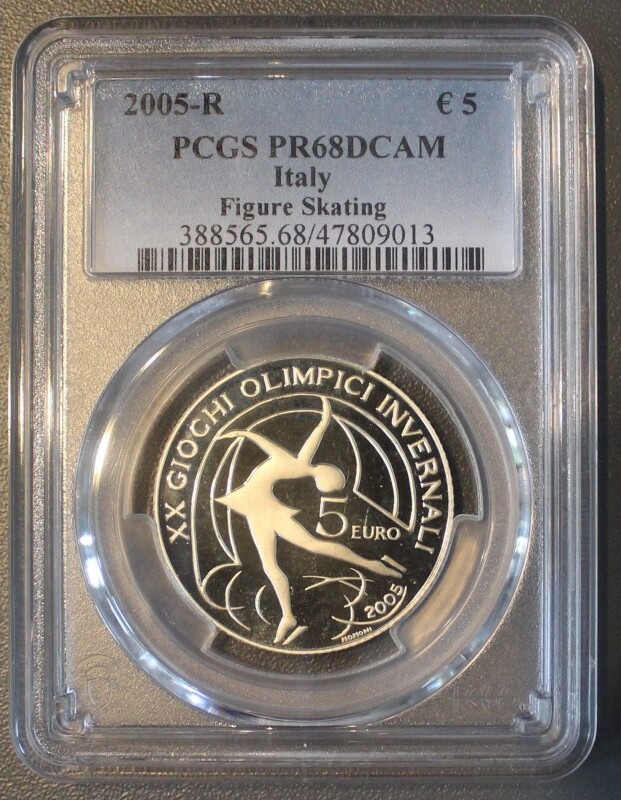 2005-R € 5
PCGS PR68DCAM
Italy
Figure Skating
388565.68/47809013
XX GIOCHI OLIMPICI INVERNALI
5
EURO
2005
MOMONI